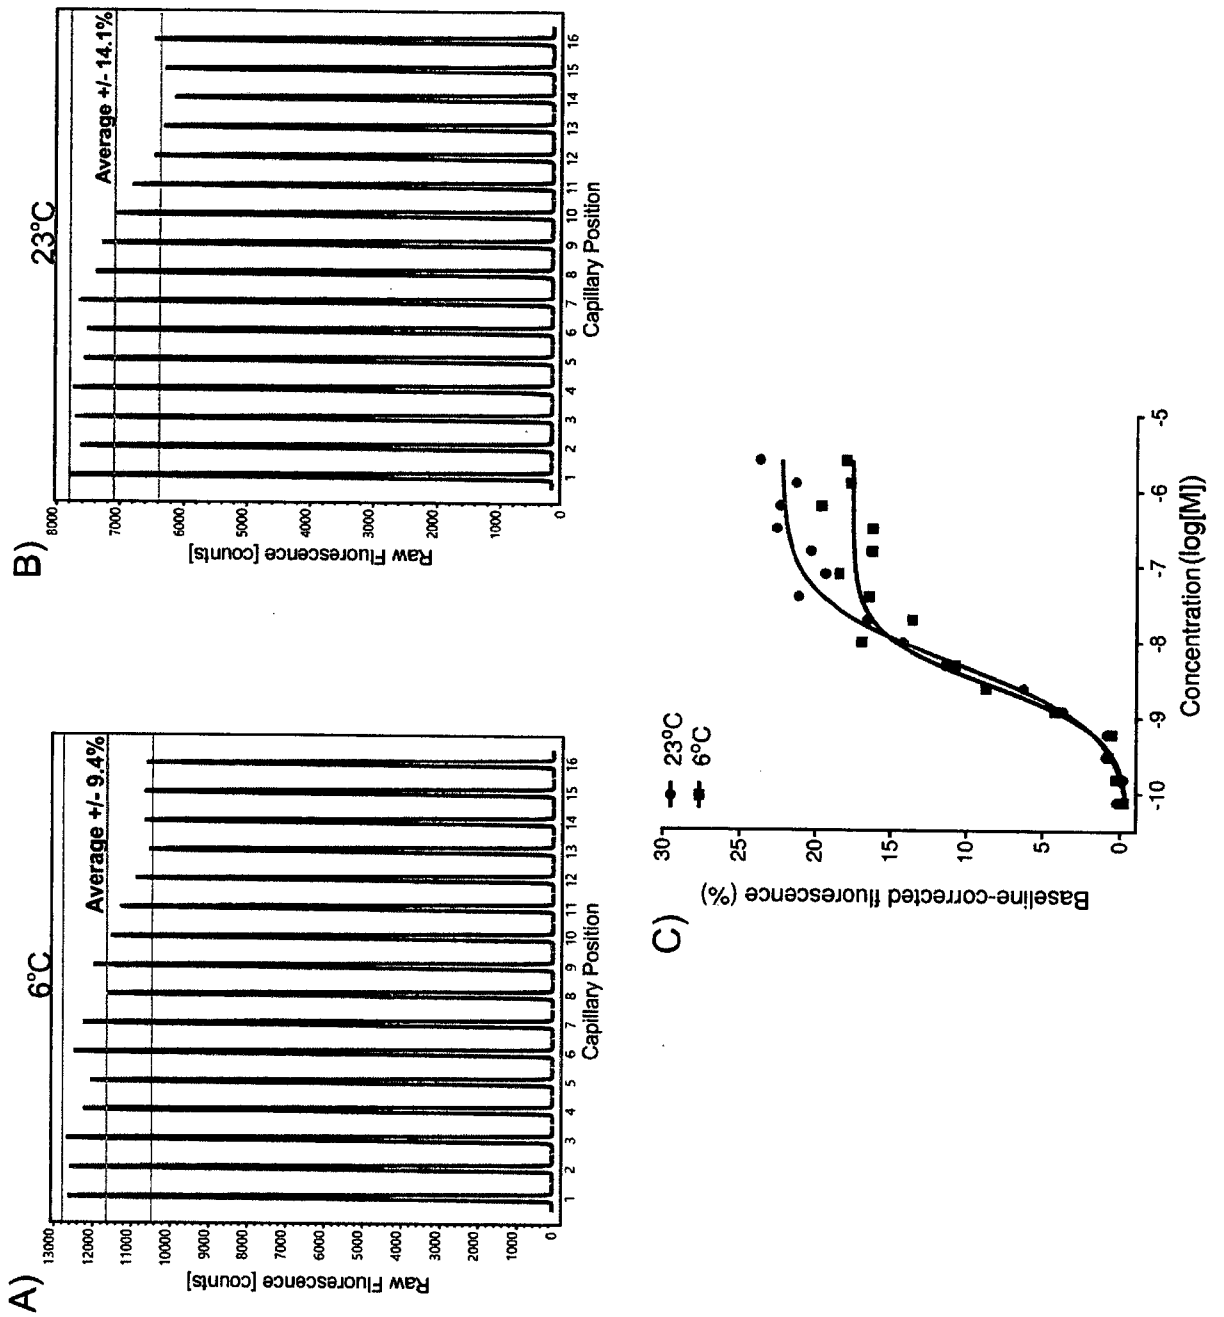 A)
6°C
Average +/- 9.4%
Raw Fluorescence [counts]
13000
12000
11000
10000
9000
8000
7000
6000
5000
4000
3000
2000
1000
0
1 2 3 4 5 6 7 8 9 10 11 12 13 14 15 16
Capillary Position
B)
23°C
Average +/- 14.1%
Raw Fluorescence [counts]
8000
7000
6000
5000
4000
3000
2000
1000
0
1 2 3 4 5 6 7 8 9 10 11 12 13 14 15 16
Capillary Position
C)
23°C
6°C
Baseline-corrected fluorescence (%)
30
25
20
15
10
5
0
-10 -9 -8 -7 -6 -5
Concentration (log[M])